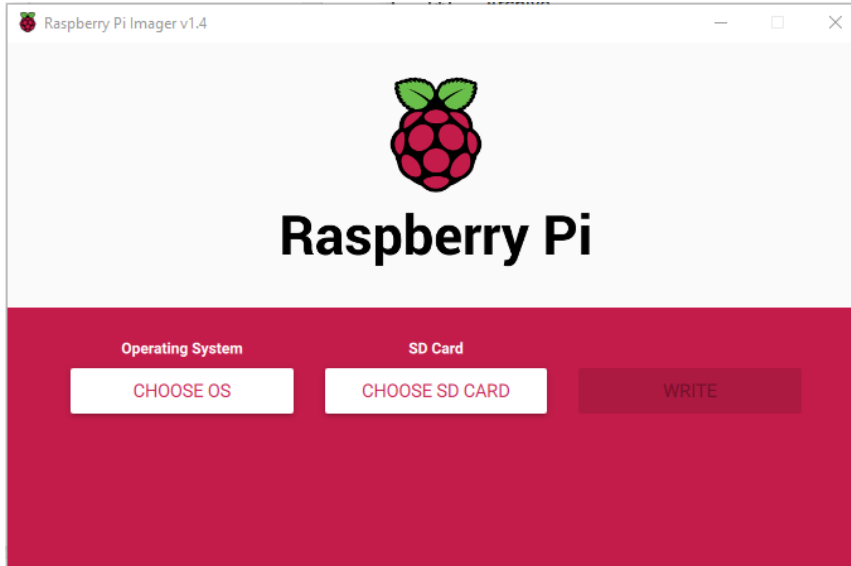 Raspberry Pi Imager v1.4
Raspberry Pi
Operating System
SD Card
CHOOSE OS
CHOOSE SD CARD
WRITE